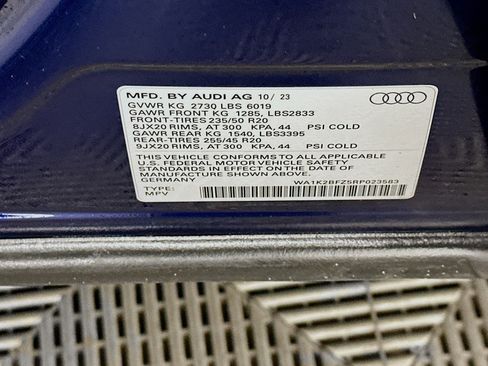 MFD. BY AUDI AG 10/ 23
GVWR KG 2730 LBS 6019
GAWR FRONT KG 1285, LBS2833
FRONT-TIRES 235/50 R20
8JX20 RIMS, AT 300 KPA, 44 PSI COLD
GAWR REAR KG 1540, LBS3395
REAR-TIRES 255/45 R20
9JX20 RIMS, AT 300 KPA, 44 PSI COLD
THIS VEHICLE CONFORMS TO ALL APPLICABLE
U.S. FEDERAL MOTOR VEHICLE SAFETY
STANDARDS IN EFFECT ON THE DATE OF
MANUFACTURE SHOWN ABOVE.
GERMANY
WA1K2BFZ5RP023583
TYPE:
MPV